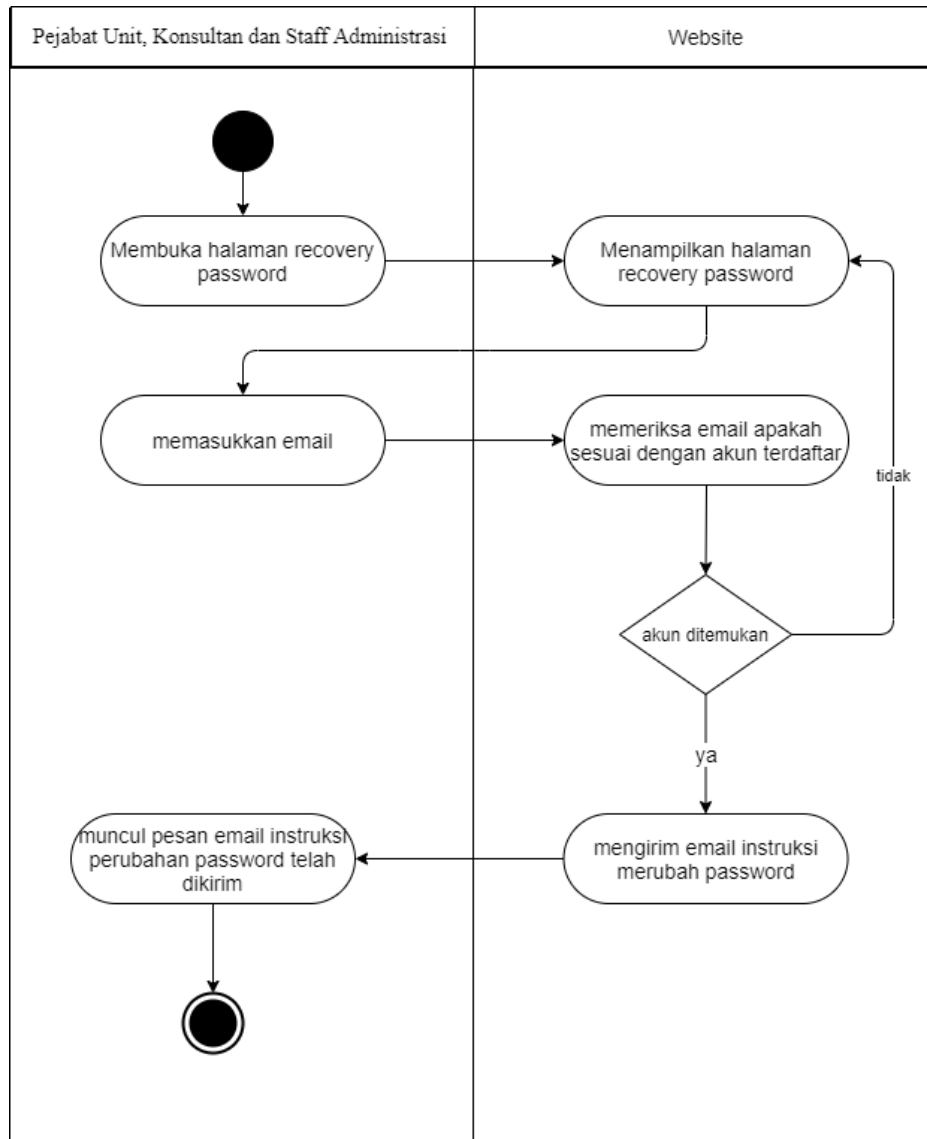 Pejabat Unit, Konsultan dan Staff Administrasi
Website
Membuka halaman recovery
password
Menampilkan halaman
recovery password
memasukkan email
memeriksa email apakah
sesuai dengan akun terdaftar
tidak
akun ditemukan
ya
muncul pesan email instruksi
perubahan password telah
dikirim
mengirim email instruksi
merubah password